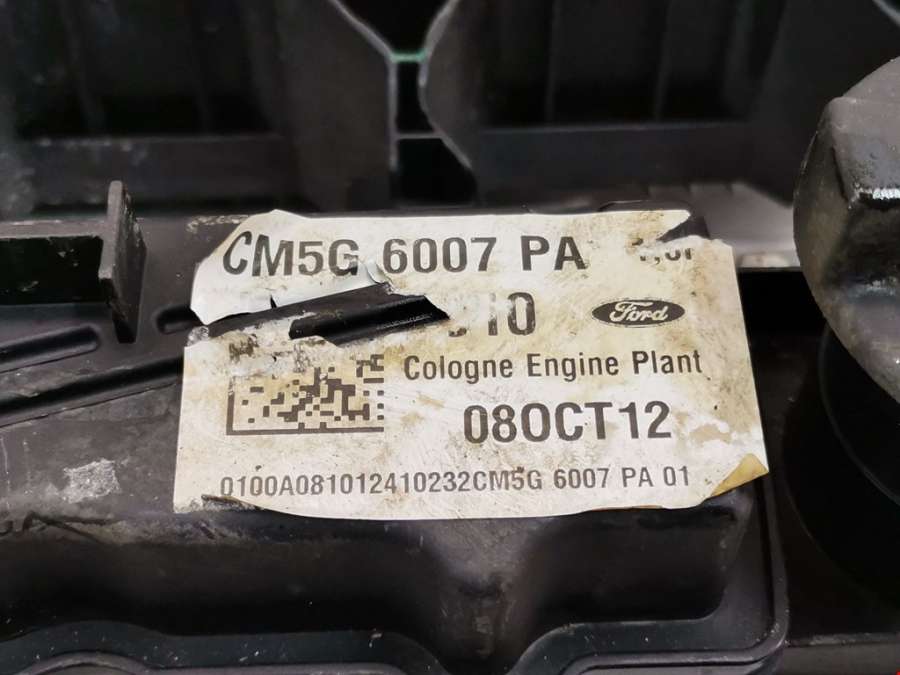 CM5G 6007 PA
Ford
Cologne Engine Plant
08OCT12
0100A081012410232CM5G 6007 PA 01